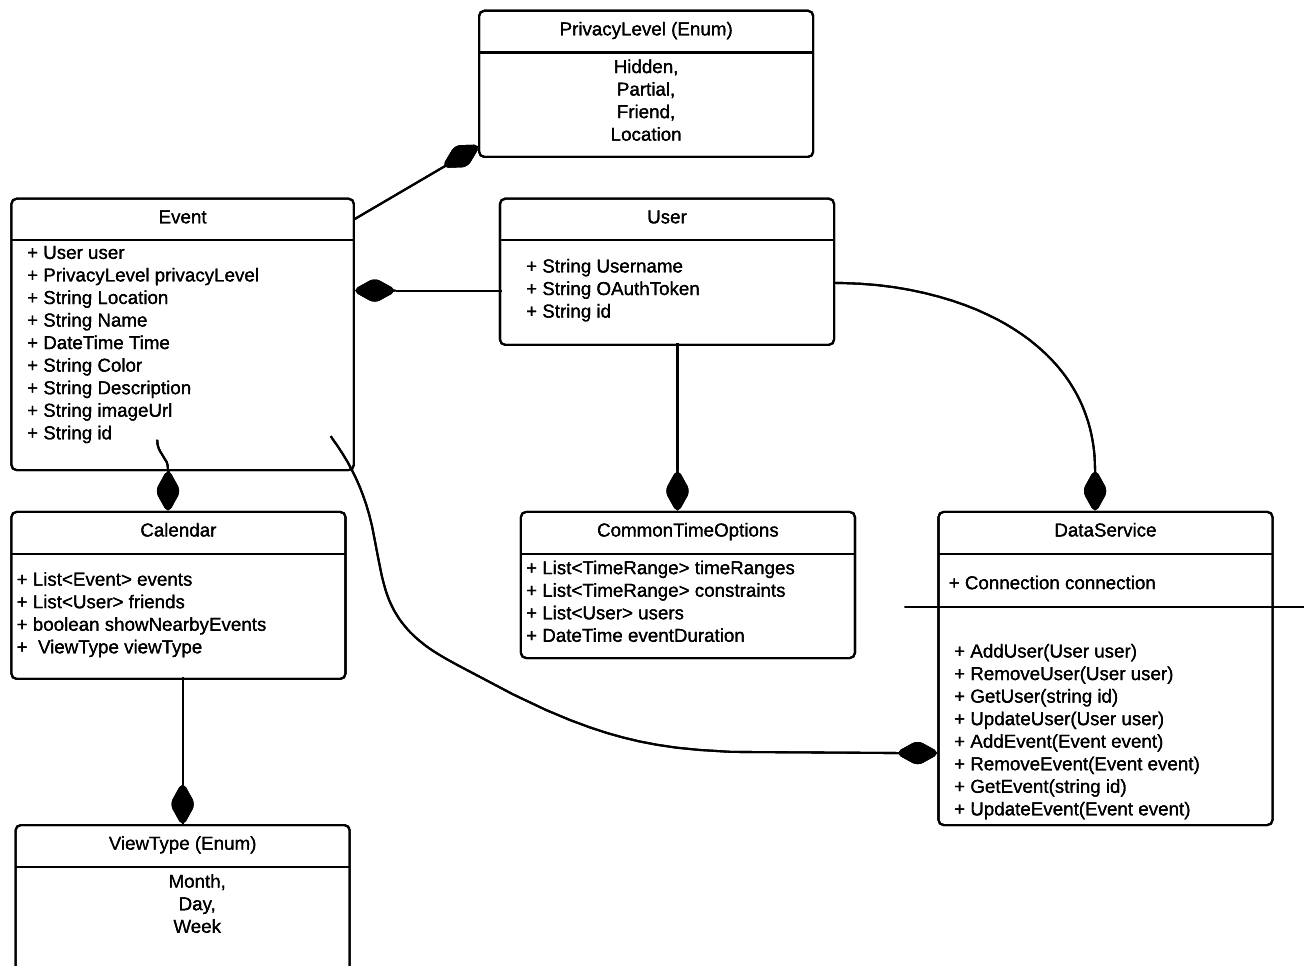 PrivacyLevel (Enum)
Hidden,
Partial,
Friend,
Location
Event
+ User user
+ PrivacyLevel privacyLevel
+ String Location
+ String Name
+ DateTime Time
+ String Color
+ String Description
+ String imageUrl
+ String id
User
+ String Username
+ String OAuthToken
+ String id
Calendar
+ List<Event> events
+ List<User> friends
+ boolean showNearbyEvents
+ ViewType viewType
CommonTimeOptions
+ List<TimeRange> timeRanges
+ List<TimeRange> constraints
+ List<User> users
+ DateTime eventDuration
DataService
+ Connection connection
+ AddUser(User user)
+ RemoveUser(User user)
+ GetUser(string id)
+ UpdateUser(User user)
+ AddEvent(Event event)
+ RemoveEvent(Event event)
+ GetEvent(string id)
+ UpdateEvent(Event event)
ViewType (Enum)
Month,
Day,
Week